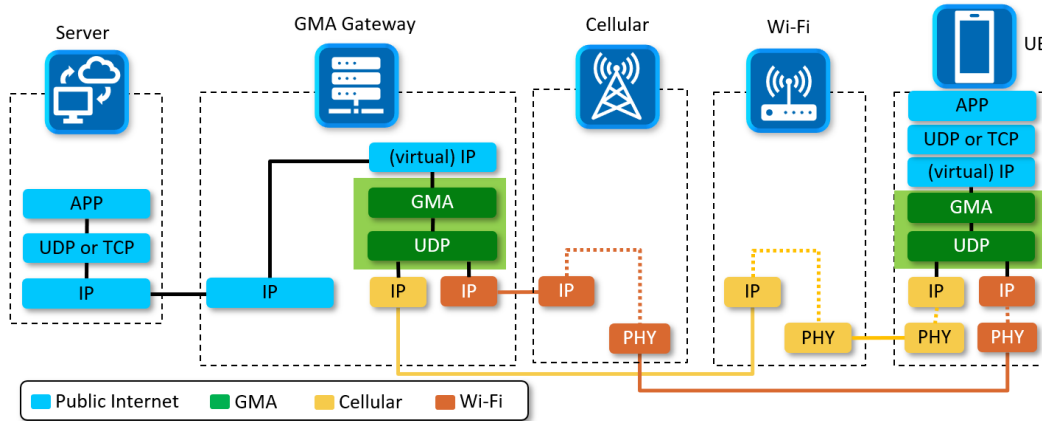 Server
GMA Gateway
Cellular
Wi-Fi
UE
APP
UDP or TCP
IP
IP
(virtual) IP
GMA
UDP
IP
IP
IP
PHY
IP
PHY
APP
UDP or TCP
(virtual) IP
GMA
UDP
IP
IP
PHY
PHY
Public Internet
GMA
Cellular
Wi-Fi